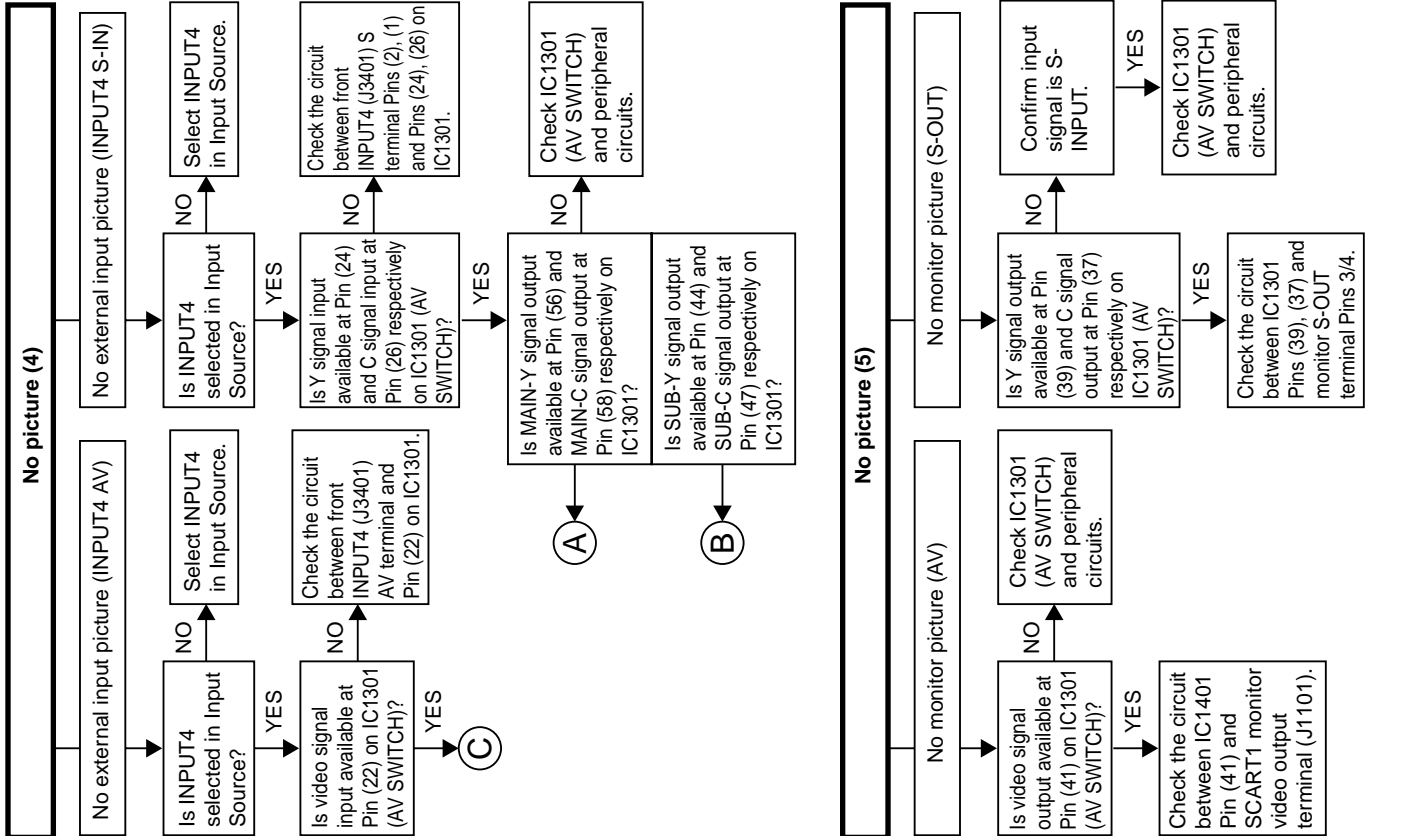 No picture (4)
No external input picture (INPUT4 AV)
Is INPUT4
selected in Input
Source?
NO
Select INPUT4
in Input Source.
YES
Is video signal
input available at
Pin (22) on IC1301
(AV SWITCH)?
NO
Check the circuit
between front
INPUT4 (J3401)
AV terminal and
Pin (22) on IC1301.
YES
C
No external input picture (INPUT4 S-IN)
Is INPUT4
selected in Input
Source?
NO
Select INPUT4
in Input Source.
YES
Is Y signal input
available at Pin (24)
and C signal input at
Pin (26) respectively
on IC1301 (AV
SWITCH)?
NO
Check the circuit
between front
INPUT4 (J3401) S
terminal Pins (2), (1)
and Pins (24), (26) on
IC1301.
YES
Is MAIN-Y signal output
available at Pin (56) and
MAIN-C signal output at
Pin (58) respectively on
IC1301?
NO
Check IC1301
(AV SWITCH)
and peripheral
circuits.
A
Is SUB-Y signal output
available at Pin (44) and
SUB-C signal output at
Pin (47) respectively on
IC1301?
B
No picture (5)
No monitor picture (AV)
Is video signal
output available at
Pin (41) on IC1301
(AV SWITCH)?
NO
Check IC1301
(AV SWITCH)
and peripheral
circuits.
YES
Check the circuit
between IC1401
Pin (41) and
SCART1 monitor
video output
terminal (J1101).
No monitor picture (S-OUT)
Is Y signal output
available at Pin
(39) and C signal
output at Pin (37)
respectively on
IC1301 (AV
SWITCH)?
NO
Confirm input
signal is S-
INPUT.
YES
Check IC1301
(AV SWITCH)
and peripheral
circuits.
YES
Check the circuit
between IC1301
Pins (39), (37) and
monitor S-OUT
terminal Pins 3/4.